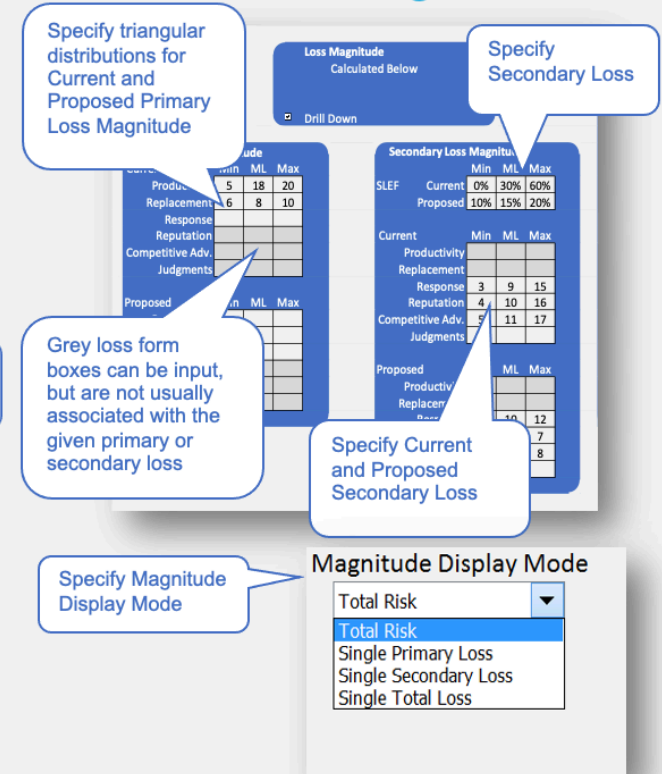 Specify triangular
distributions for
Current and
Proposed Primary
Loss Magnitude
Loss Magnitude
Calculated Below
Drill Down
Specify
Secondary Loss
Min ML Max
5 18 20
Replacement 6 8 10
Response
Reputation
Competitive Adv.
Judgments
Proposed ML Max
Secondary Loss
Min ML Max
SLEF Current 0% 30% 60%
Proposed 10% 15% 20%
Current Min ML Max
Productivity
Replacement
Response 3 9 15
Reputation 4 10 16
Competitive Adv. 11 17
Judgments
Proposed ML Max
12
7
8
Grey loss form
boxes can be input,
but are not usually
associated with the
given primary or
secondary loss
Specify Current
and Proposed
Secondary Loss
Specify Magnitude
Display Mode
Magnitude Display Mode
Total Risk
Total Risk
Single Primary Loss
Single Secondary Loss
Single Total Loss